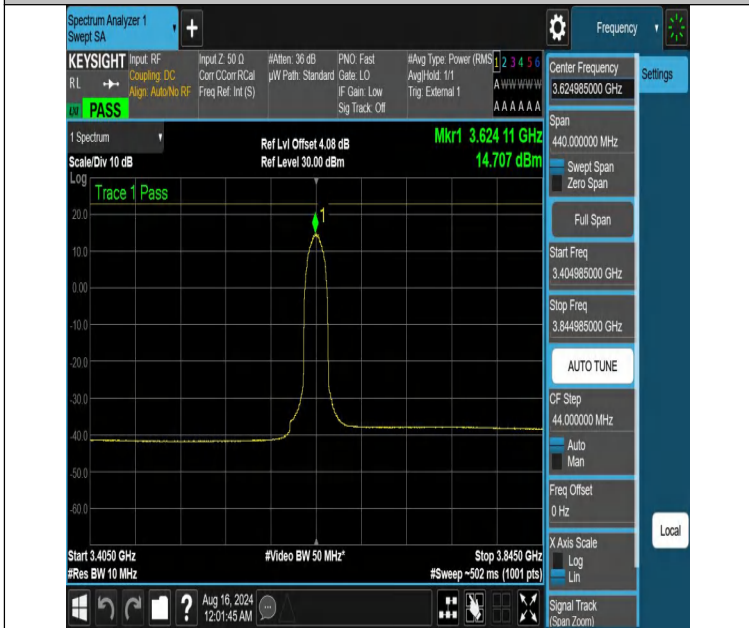 Spectrum Analyzer 1
Swept SA
+
Frequency
KEYSIGHT
RL
PASS
Input: RF
Coupling: DC
Align: Auto/No RF
Input Z: 50 Ω
Corr CCorr RCal
Freq Ref: Int (S)
#Atten: 36 dB
µW Path: Standard
PNO: Fast
Gate: LO
IF Gain: Low
Sig Track: Off
#Avg Type: Power (RMS
Avg|Hold: 1/1
Trig: External 1
1 2 3 4 5 6
A W W W W W
A A A A A A
1 Spectrum
Scale/Div 10 dB
Ref Lvl Offset 4.08 dB
Ref Level 30.00 dBm
Mkr1 3.624 11 GHz
14.707 dBm
Log
Trace 1 Pass
1
20.0
10.0
0.00
-10.0
-20.0
-30.0
-40.0
-50.0
-60.0
Start 3.4050 GHz
#Res BW 10 MHz
#Video BW 50 MHz*
Stop 3.8450 GHz
#Sweep ~502 ms (1001 pts)
Aug 16, 2024
12:01:45 AM
?
Center Frequency
3.624985000 GHz
Settings
Span
440.000000 MHz
Swept Span
Zero Span
Full Span
Start Freq
3.404985000 GHz
Stop Freq
3.844985000 GHz
AUTO TUNE
CF Step
44.000000 MHz
Auto
Man
Freq Offset
0 Hz
X Axis Scale
Log
Lin
Local
Signal Track
(Span Zoom)